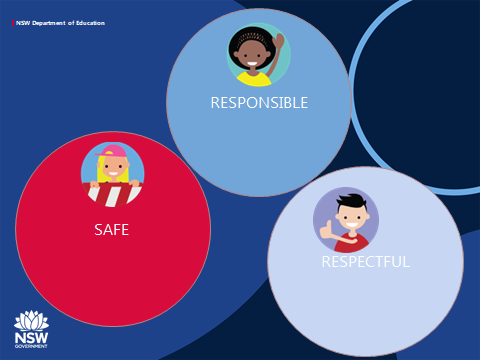 NSW Department of Education
RESPONSIBLE
SAFE
RESPECTFUL
NSW
GOVERNMENT